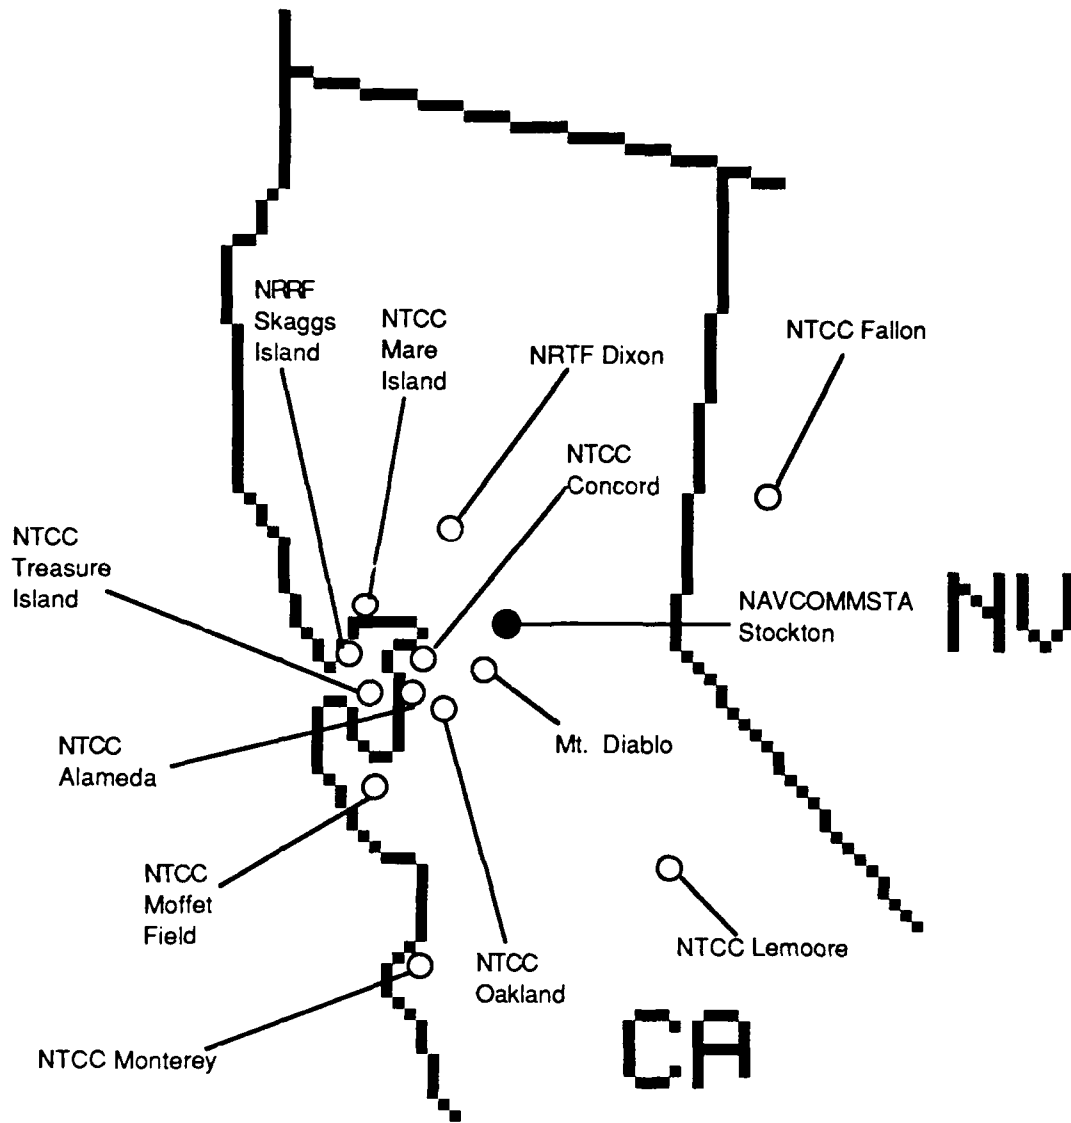 NRRF
Skaggs
Island
NTCC
Mare
Island
NRTF Dixon
NTCC Fallon
NTCC
Concord
NTCC
Treasure
Island
NV
NAVCOMMSTA
Stockton
NTCC
Alameda
Mt. Diablo
NTCC
Moffet
Field
NTCC Lemoore
NTCC
Oakland
CA
NTCC Monterey